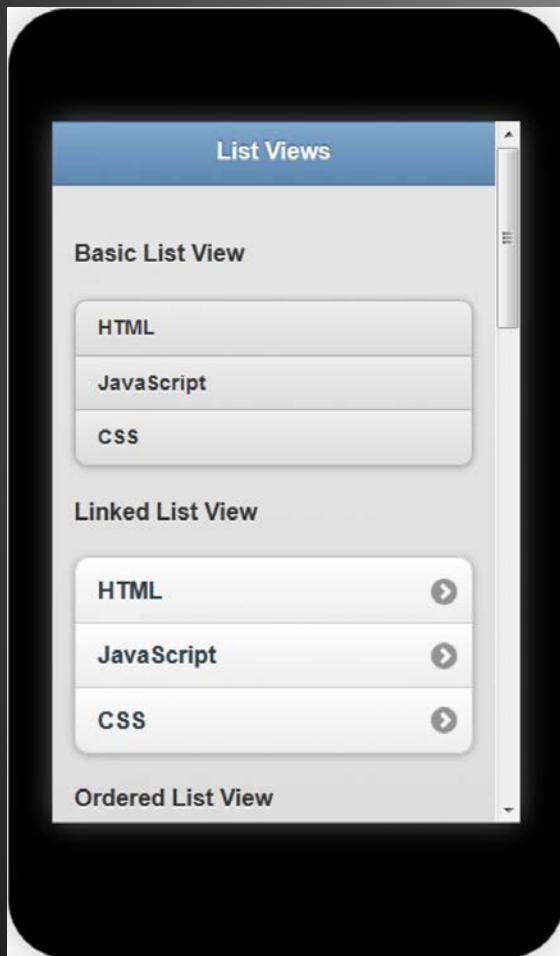 List Views
Basic List View
HTML
JavaScript
CSS
Linked List View
HTML
JavaScript
CSS
Ordered List View